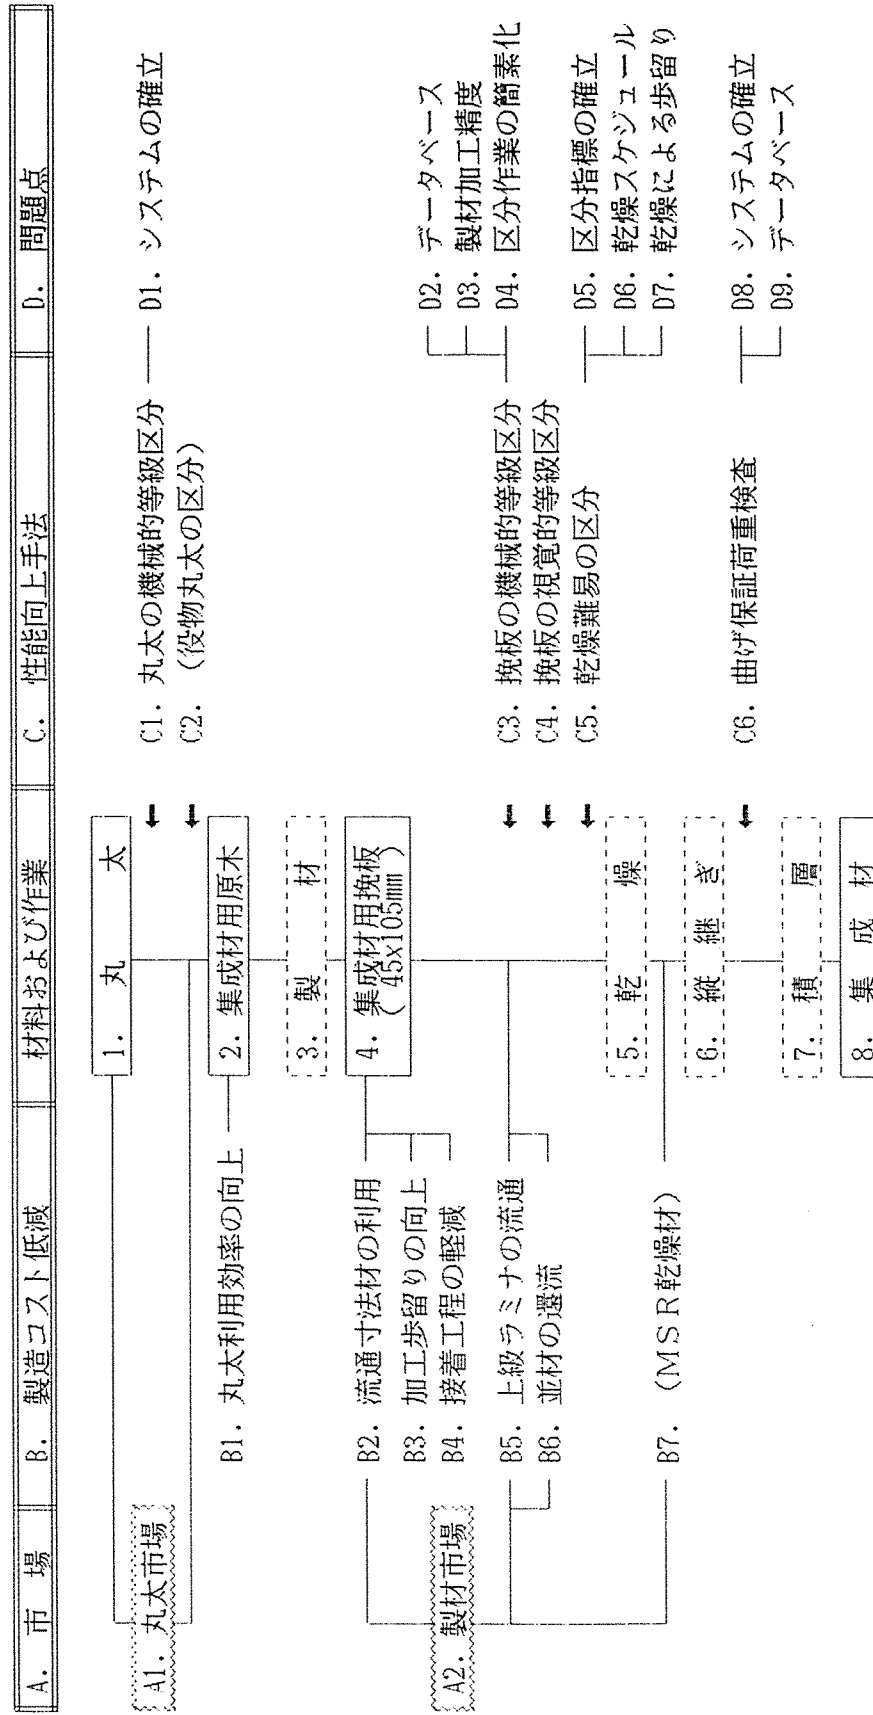 A. 市 場
B. 製造コスト低減
材料および作業
C. 性能向上手法
D. 問題点
1. 丸 太
A1. 丸太市場
C1. 丸太の機械的等級区分
D1. システムの確立
C2. (役物丸太の区分)
B1. 丸太利用効率の向上
2. 集成材用原木
3. 製 材
B2. 流通寸法材の利用
4. 集成材用挽板
( 45x105mm )
B3. 加工歩留りの向上
B4. 接着工程の軽減
A2. 製材市場
D2. データベース
D3. 製材加工精度
B5. 上級ラミナの流通
C3. 挽板の機械的等級区分
D4. 区分作業の簡素化
B6. 並材の還流
C4. 挽板の視覚的等級区分
C5. 乾燥難易の区分
D5. 区分指標の確立
D6. 乾燥スケジュール
D7. 乾燥による歩留り
5. 乾 燥
B7. (MSR乾燥材)
6. 縦 継 ぎ
C6. 曲げ保証荷重検査
D8. システムの確立
D9. データベース
7. 積 層
8. 集 成 材